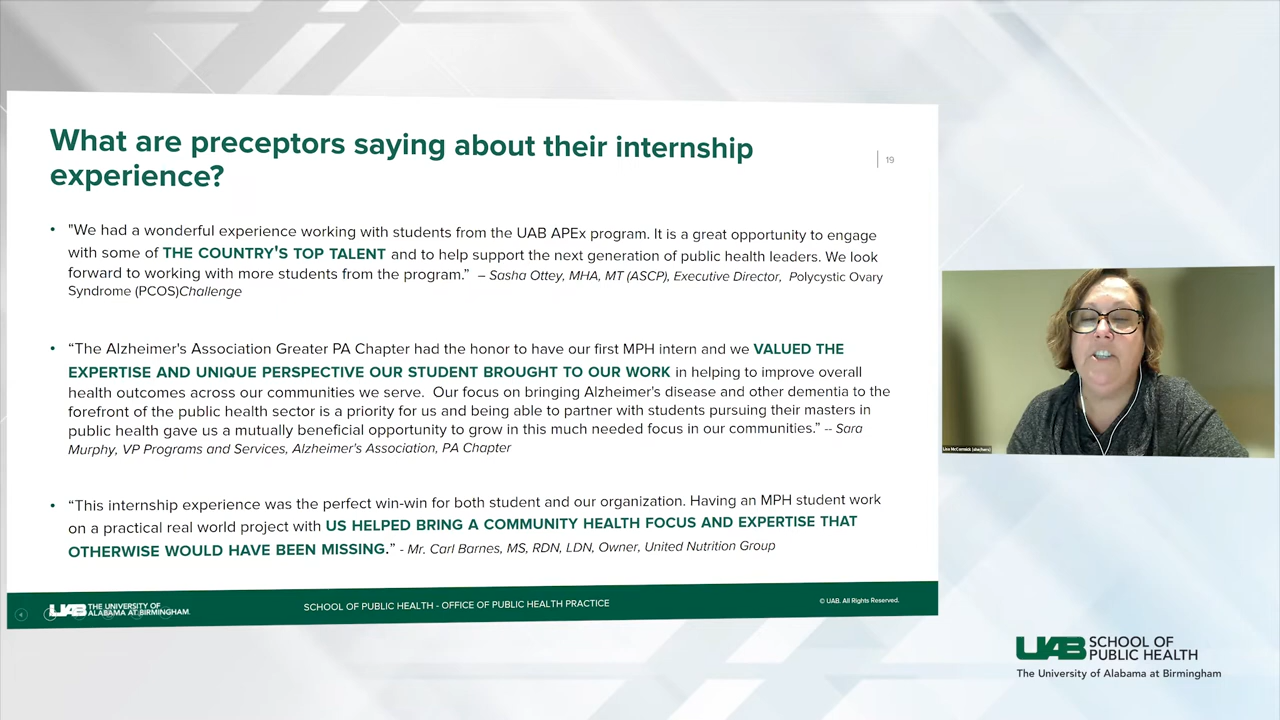 What are preceptors saying about their internship
experience?
19
• "We had a wonderful experience working with students from the UAB APEx program. It is a great opportunity to engage
with some of THE COUNTRY'S TOP TALENT and to help support the next generation of public health leaders. We look
forward to working with more students from the program.” – Sasha Ottey, MHA, MT (ASCP), Executive Director, Polycystic Ovary
Syndrome (PCOS)Challenge
• “The Alzheimer's Association Greater PA Chapter had the honor to have our first MPH intern and we VALUED THE
EXPERTISE AND UNIQUE PERSPECTIVE OUR STUDENT BROUGHT TO OUR WORK in helping to improve overall
health outcomes across our communities we serve. Our focus on bringing Alzheimer's disease and other dementia to the
forefront of the public health sector is a priority for us and being able to partner with students pursuing their masters in
public health gave us a mutually beneficial opportunity to grow in this much needed focus in our communities.” -- Sara
Murphy, VP Programs and Services, Alzheimer's Association, PA Chapter
• “This internship experience was the perfect win-win for both student and our organization. Having an MPH student work
on a practical real world project with US HELPED BRING A COMMUNITY HEALTH FOCUS AND EXPERTISE THAT
OTHERWISE WOULD HAVE BEEN MISSING.” - Mr. Carl Barnes, MS, RDN, LDN, Owner, United Nutrition Group
UAB THE UNIVERSITY OF
ALABAMA AT BIRMINGHAM.
SCHOOL OF PUBLIC HEALTH - OFFICE OF PUBLIC HEALTH PRACTICE
© UAB. All Rights Reserved.
Lisa McCormick (she/hers)
UAB SCHOOL OF
PUBLIC HEALTH
The University of Alabama at Birmingham